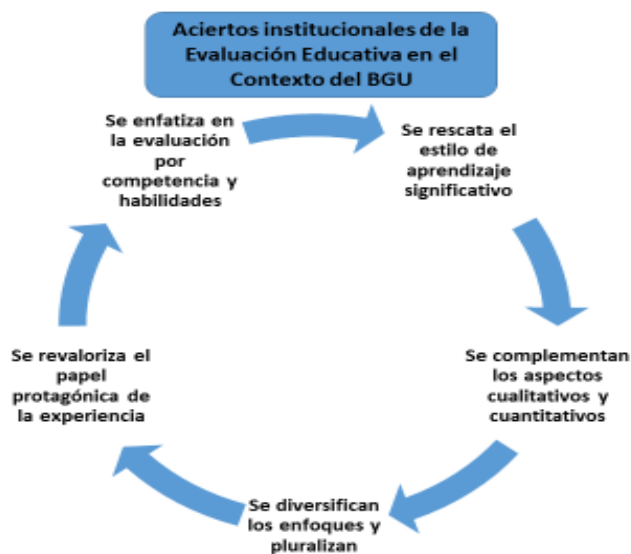 Aciertos institucionales de la
Evaluación Educativa en el
Contexto del BGU
Se enfatiza en
la evaluación
por
competencia y
habilidades
Se rescata el
estilo de
aprendizaje
significativo
Se complementan
los aspectos
cualitativos y
cuantitativos
Se diversifican
los enfoques y
pluralizan
Se revaloriza el
papel
protagónica de
la experiencia